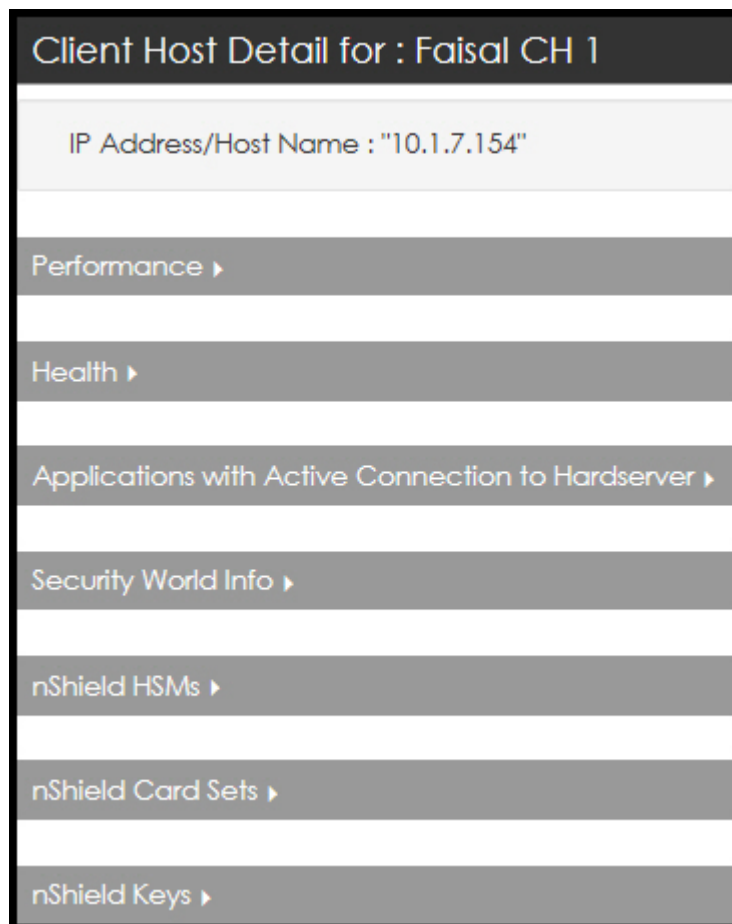 Client Host Detail for : Faisal CH 1
IP Address/Host Name : "10.1.7.154"
Performance
Health
Applications with Active Connection to Hardserver
Security World Info
nShield HSMs
nShield Card Sets
nShield Keys